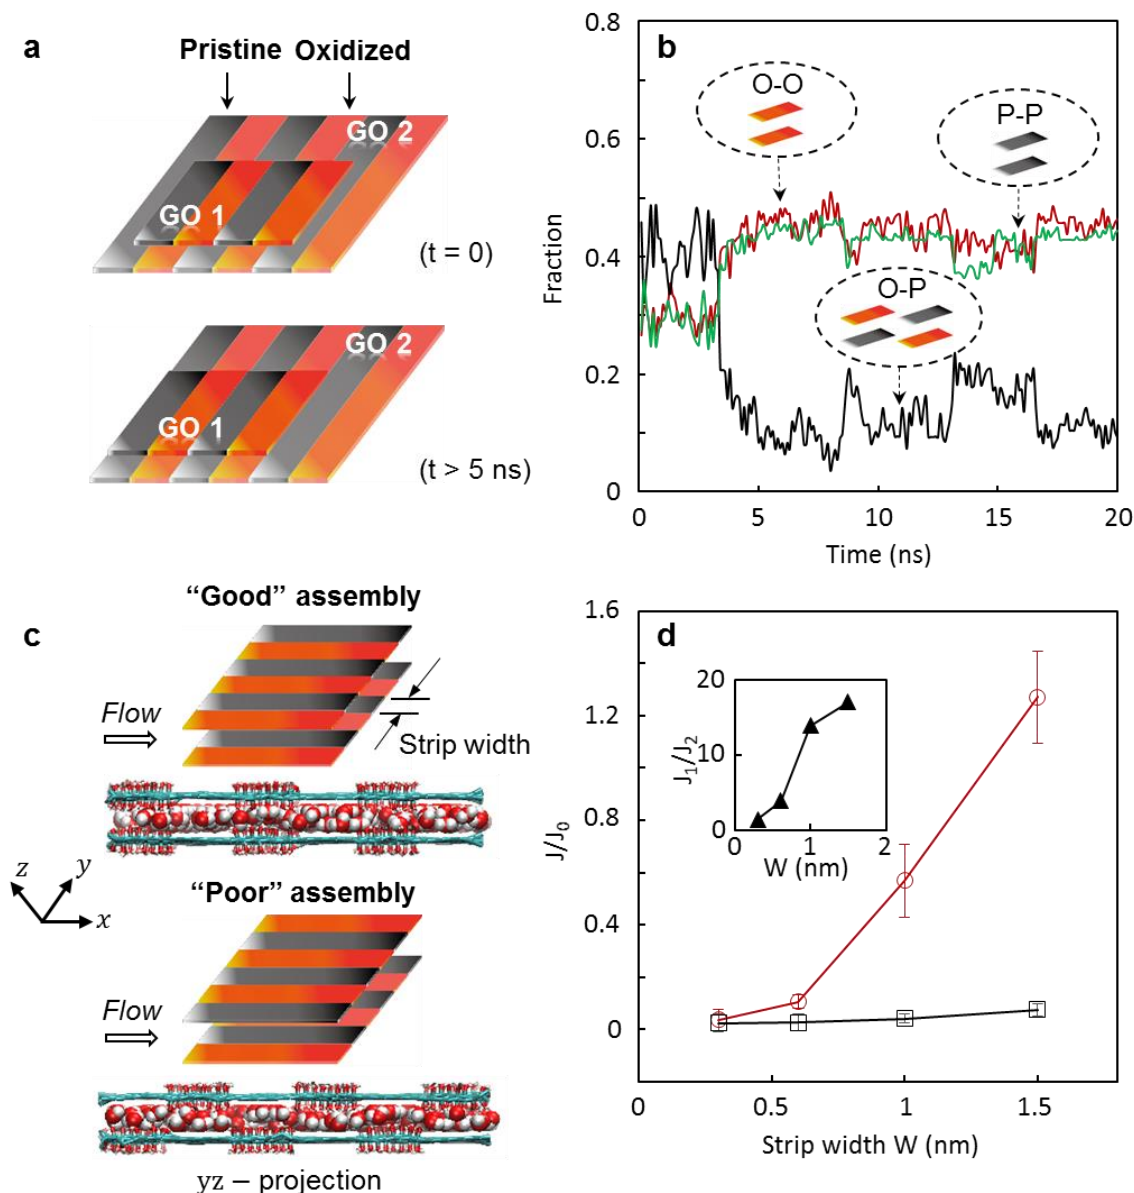 a
Pristine Oxidized
GO 2
GO 1
(t = 0)
GO 2
GO 1
(t > 5 ns)
b
0.8
0.6
0.4
0.2
0
Fraction
O-O
P-P
O-P
0 5 10 15 20
Time (ns)
c
“Good” assembly
Flow
Strip width
z
y
x
“Poor” assembly
Flow
yz – projection
d
1.6
1.2
0.8
0.4
0
J/J₀
20
10
0
J₁/J₂
0 2
W (nm)
0 0.5 1 1.5
Strip width W (nm)